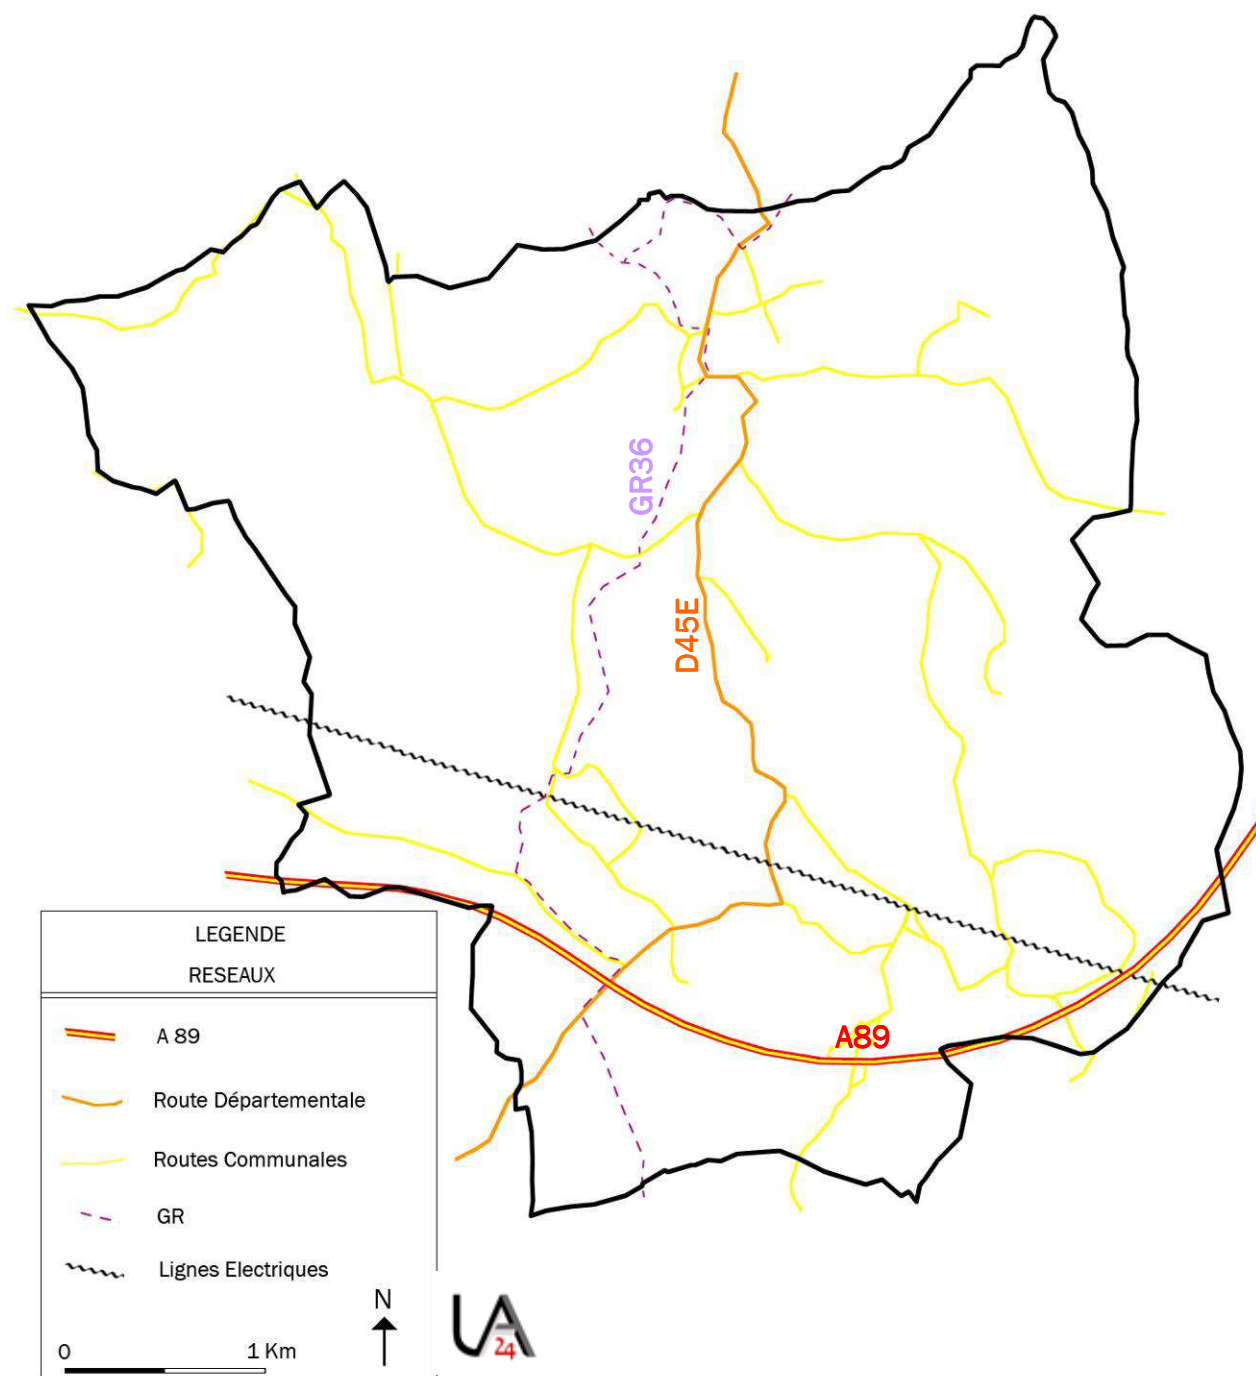 GR36
D45E
A89
LEGENDE
RESEAUX
A 89
Route Départementale
Routes Communales
GR
Lignes Electriques
N
0 1 Km
UA
24